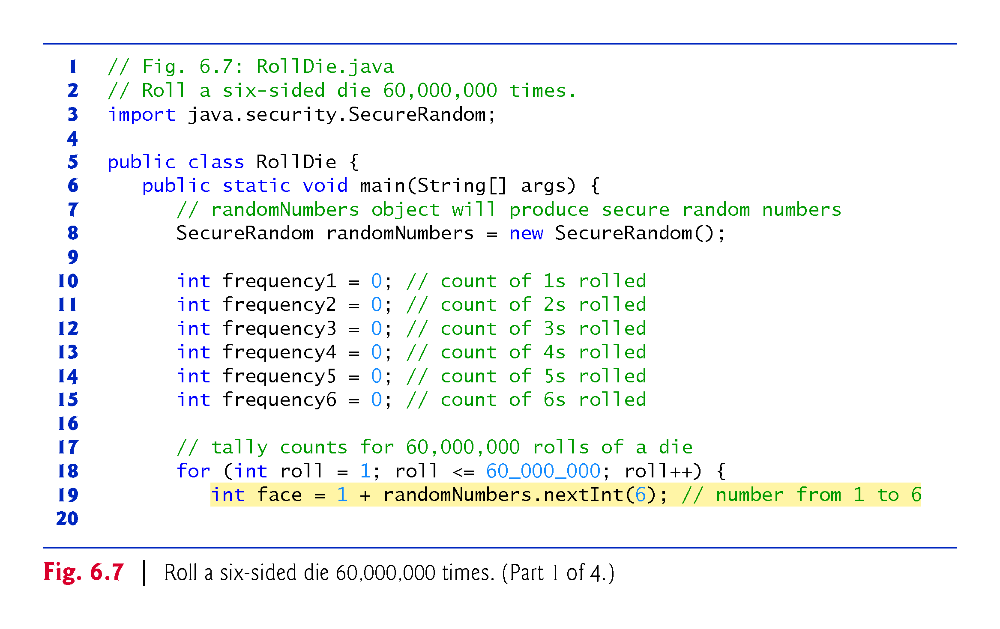 1 // Fig. 6.7: RollDie.java
2 // Roll a six-sided die 60,000,000 times.
3 import java.security.SecureRandom;
4
5 public class RollDie {
6 public static void main(String[] args) {
7 // randomNumbers object will produce secure random numbers
8 SecureRandom randomNumbers = new SecureRandom();
9
10 int frequency1 = 0; // count of 1s rolled
11 int frequency2 = 0; // count of 2s rolled
12 int frequency3 = 0; // count of 3s rolled
13 int frequency4 = 0; // count of 4s rolled
14 int frequency5 = 0; // count of 5s rolled
15 int frequency6 = 0; // count of 6s rolled
16
17 // tally counts for 60,000,000 rolls of a die
18 for (int roll = 1; roll <= 60_000_000; roll++) {
19 int face = 1 + randomNumbers.nextInt(6); // number from 1 to 6
20
Fig. 6.7 | Roll a six-sided die 60,000,000 times. (Part 1 of 4.)